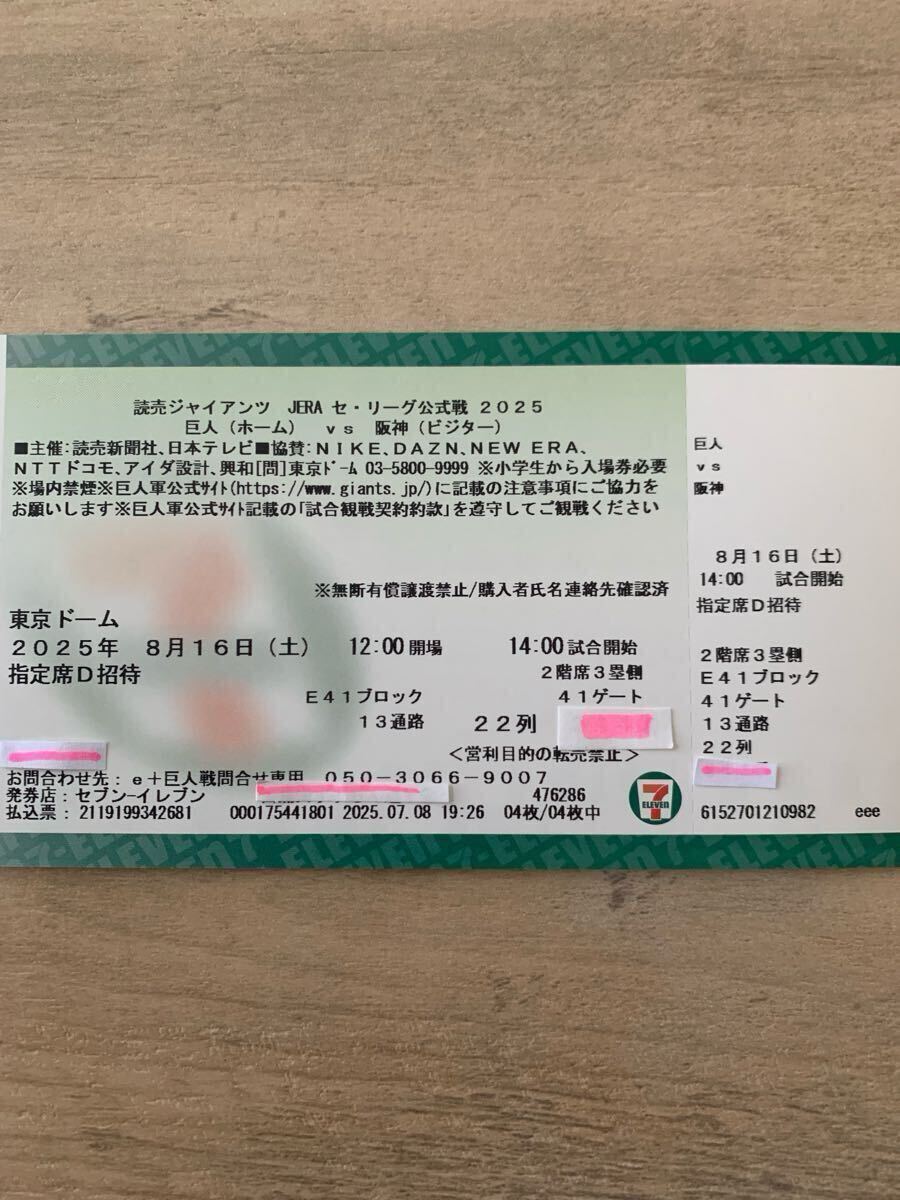 読売ジャイアンツ　JERA セ・リーグ公式戦 ２０２５
巨人（ホーム）　ｖｓ　阪神（ビジター）
■主催：読売新聞社、日本テレビ■協賛：ＮＩＫＥ、ＤＡＺＮ、ＮＥＷ ＥＲＡ、
ＮＴＴドコモ、アイダ設計、興和[問]東京ﾄﾞｰﾑ 03-5800-9999 ※小学生から入場券必要
※場内禁煙※巨人軍公式ｻｲﾄ(https://www.giants.jp/)に記載の注意事項にご協力を
お願いします※巨人軍公式ｻｲﾄ記載の「試合観戦契約約款」を遵守してご観戦ください
※無断有償譲渡禁止/購入者氏名連絡先確認済
東京ドーム
２０２５年　８月１６日（土）　12:00 開場　14:00 試合開始
指定席Ｄ招待　２階席３塁側
Ｅ４１ブロック　４１ゲート
１３通路　２２列
＜営利目的の転売禁止＞
お問合わせ先：ｅ＋巨人戦問合せ専用　０５０－３０６６－９００７
発券店：セブン-イレブン　476286
払込票：2119199342681　000175441801 2025.07.08 19:26　04枚/04枚中
7
ELEVEN
巨人
ｖｓ
阪神
８月１６日（土）
14:00　試合開始
指定席Ｄ招待
２階席３塁側
Ｅ４１ブロック
４１ゲート
１３通路
２２列
6152701210982　eee